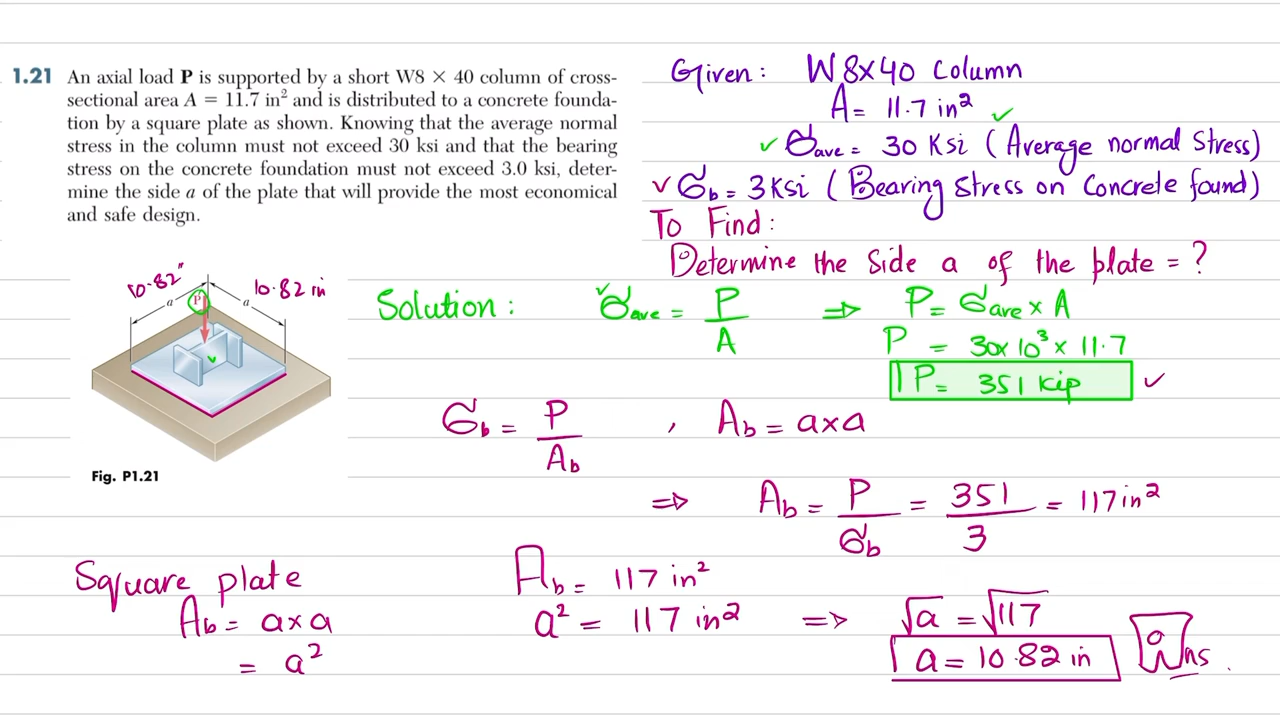 1.21 An axial load P is supported by a short W8 × 40 column of cross-
sectional area A = 11.7 in² and is distributed to a concrete founda-
tion by a square plate as shown. Knowing that the average normal
stress in the column must not exceed 30 ksi and that the bearing
stress on the concrete foundation must not exceed 3.0 ksi, deter-
mine the side a of the plate that will provide the most economical
and safe design.
10.82"
10.82 in
a
P
a
Fig. P1.21
Given: W8x40 Column
A = 11.7 in²
✓ σave = 30 Ksi (Average normal Stress) ✓
✓ σb = 3 Ksi (Bearing Stress on Concrete found)
To Find:
Determine the Side a of the plate = ?
Solution: ✓ σave = P/A ⇒ P = σave x A
P = 30x10³ x 11.7
P = 351 kip ✓
σb = P/Ab , Ab = axa
⇒ Ab = P/σb = 351/3 = 117 in²
Square plate
Ab = axa
= a²
Ab = 117 in²
a² = 117 in² ⇒ √a = √117
a = 10.82 in Ans.